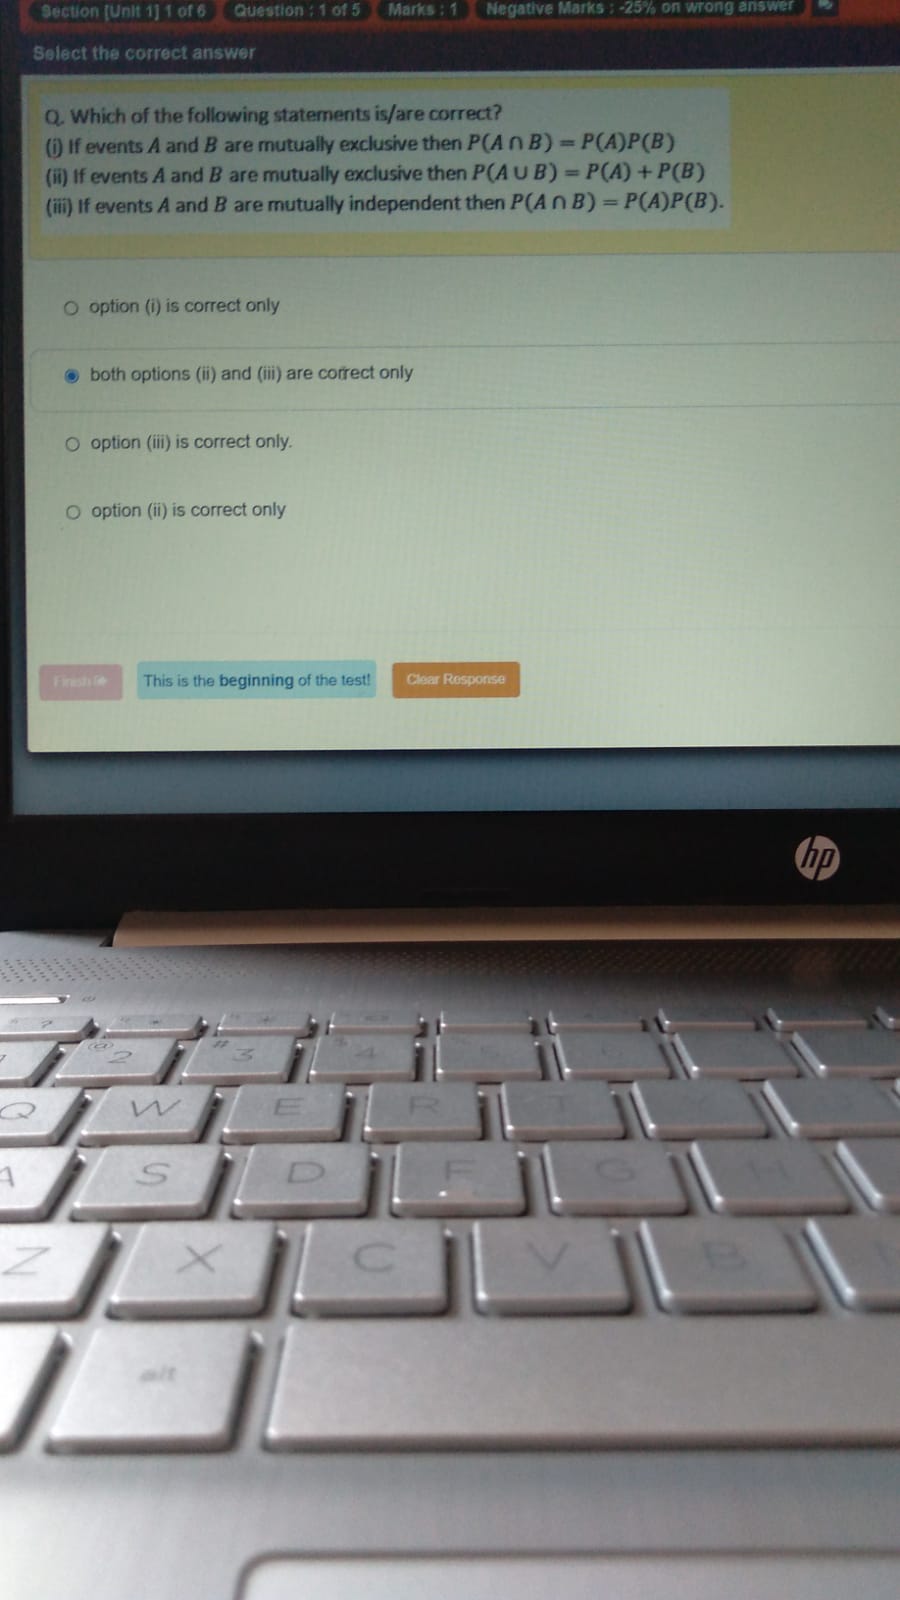 Section [Unit 1] 1 of 6 Question : 1 of 5 Marks : 1 Negative Marks : -25% on wrong answer
Select the correct answer
Q. Which of the following statements is/are correct?
(i) If events A and B are mutually exclusive then P(A ∩ B) = P(A)P(B)
(ii) If events A and B are mutually exclusive then P(A ∪ B) = P(A) + P(B)
(iii) If events A and B are mutually independent then P(A ∩ B) = P(A)P(B).
option (i) is correct only
both options (ii) and (iii) are correct only
option (iii) is correct only.
option (ii) is correct only
Finish This is the beginning of the test! Clear Response
hp
@ 2 # 3 $ 4
Q W E R T
A S D F G H
Z X C V B
alt